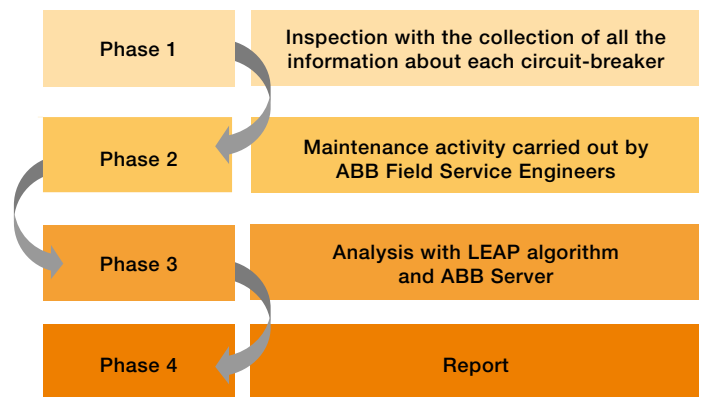 Phase 1
Inspection with the collection of all the
information about each circuit-breaker
Phase 2
Maintenance activity carried out by
ABB Field Service Engineers
Phase 3
Analysis with LEAP algorithm
and ABB Server
Phase 4
Report